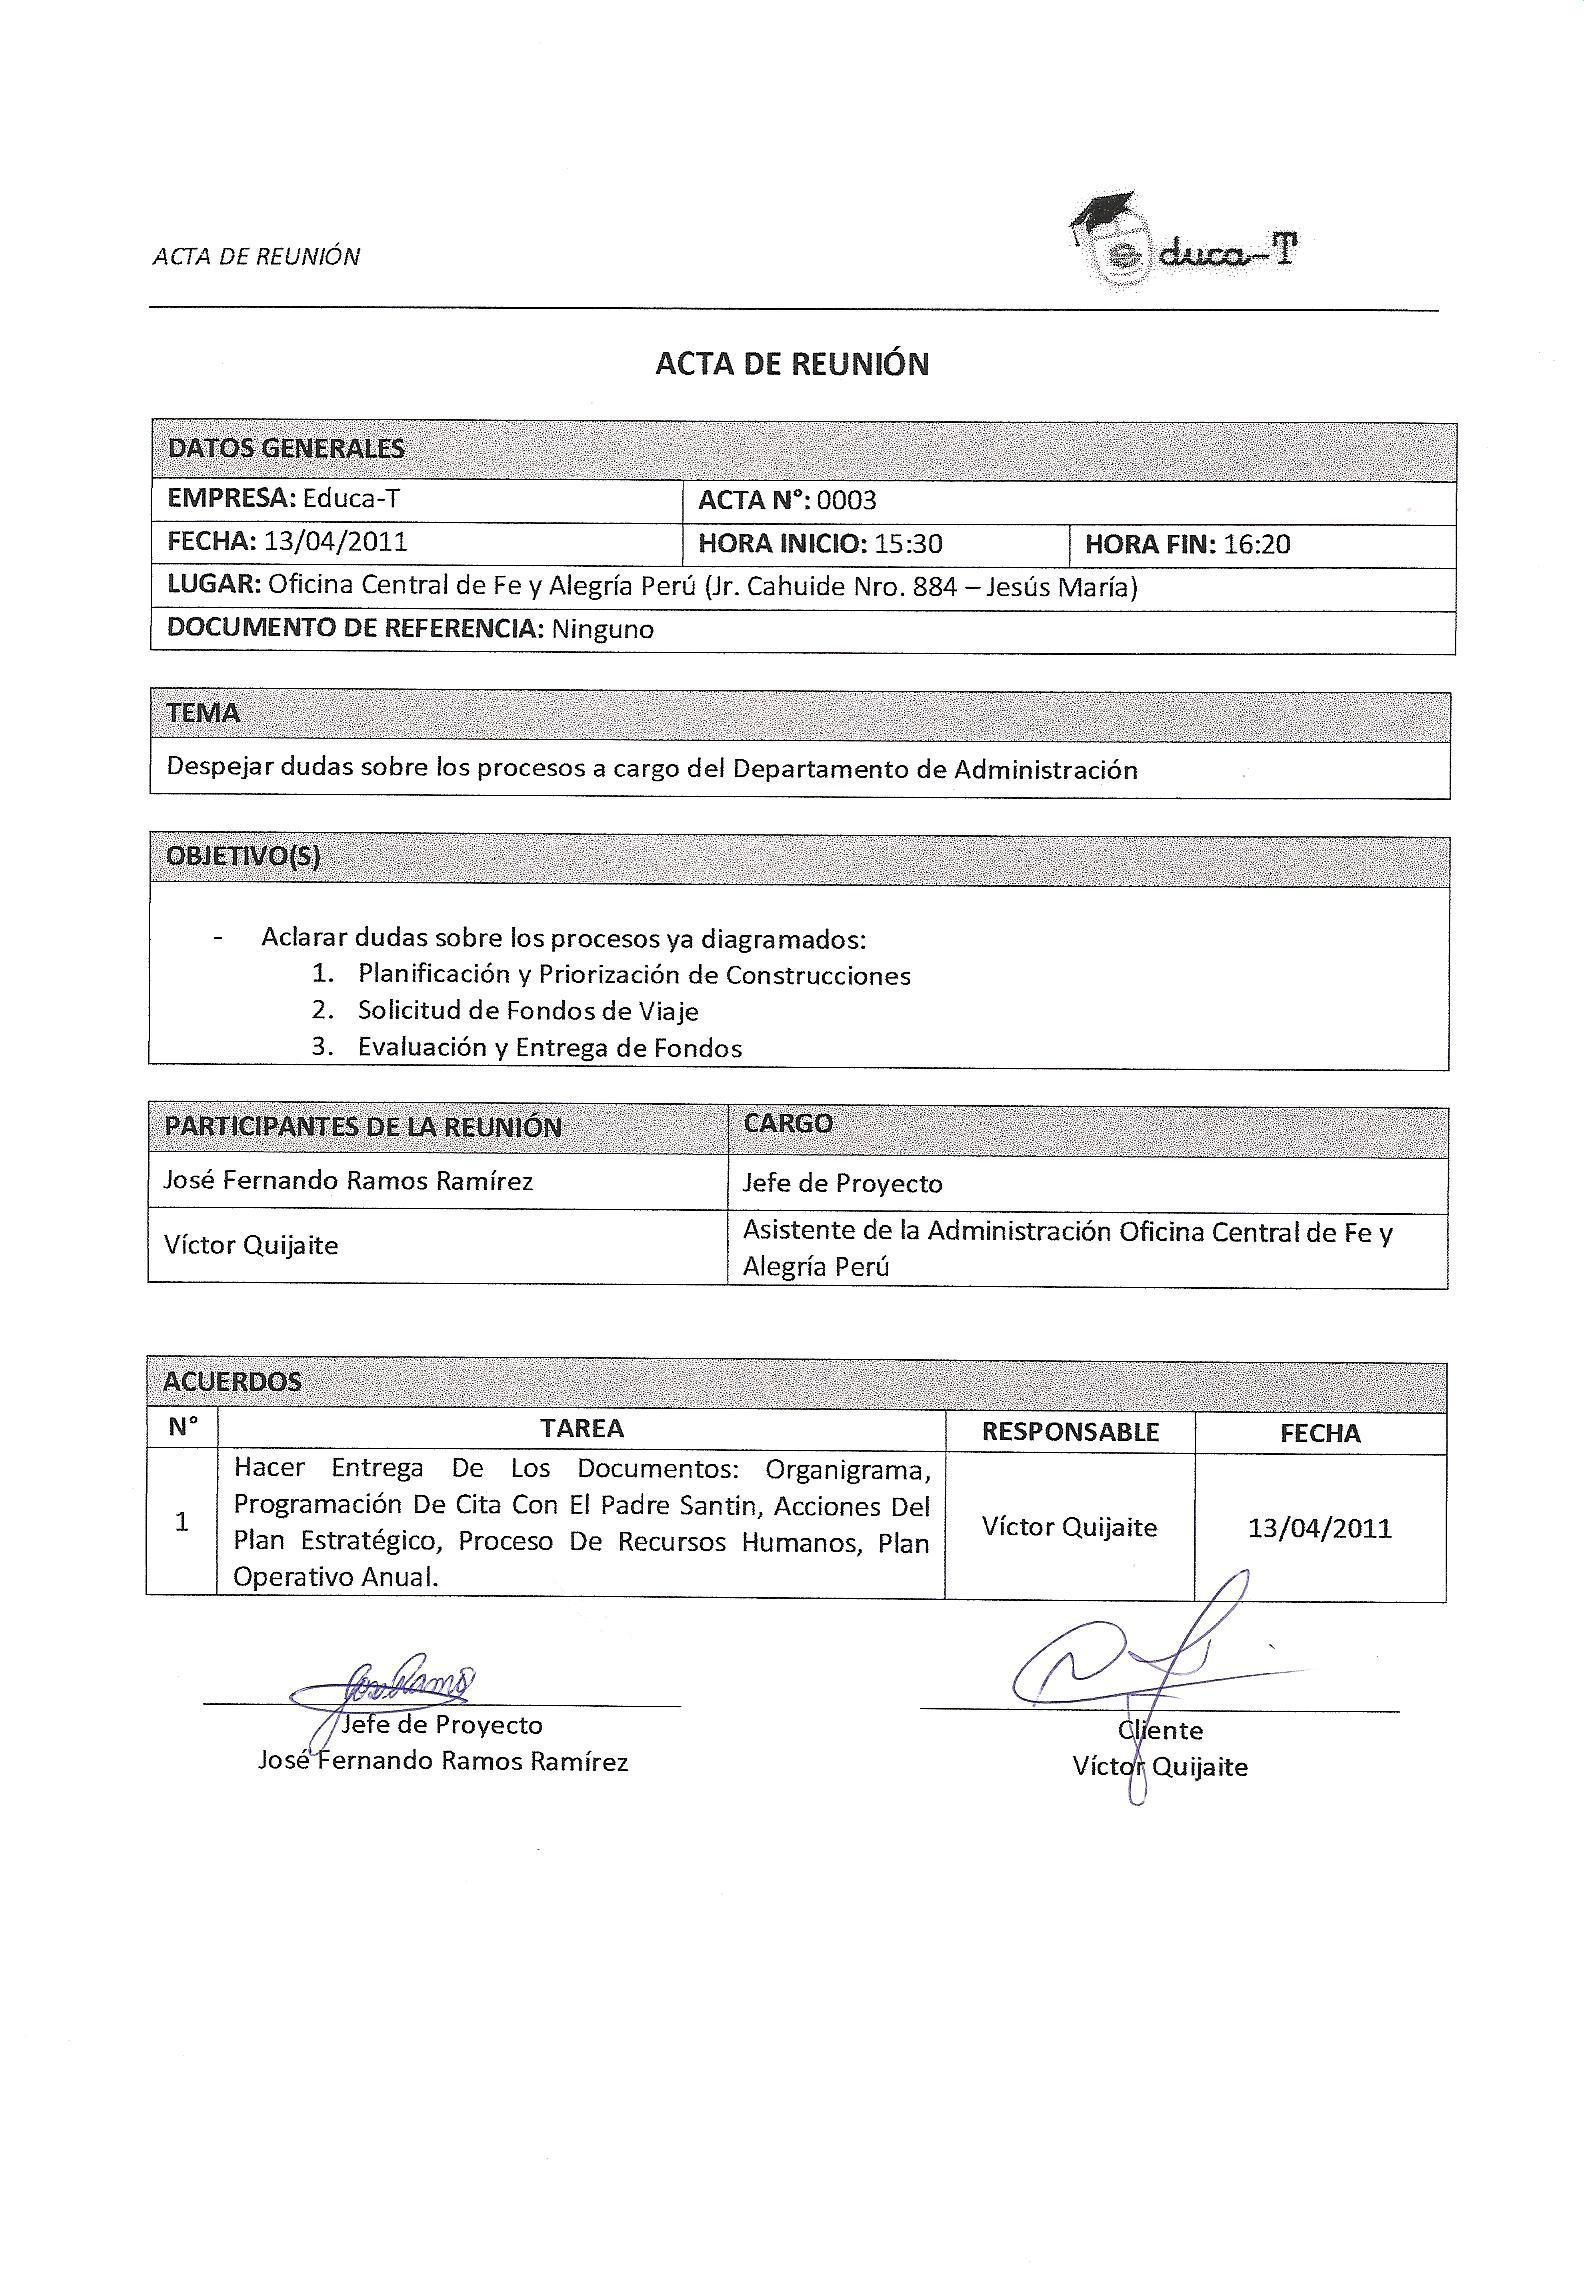 ACTA DE REUNIÓN
educa-T
ACTA DE REUNIÓN
DATOS GENERALES
EMPRESA: Educa-T
ACTA N°: 0003
FECHA: 13/04/2011
HORA INICIO: 15:30
HORA FIN: 16:20
LUGAR: Oficina Central de Fe y Alegría Perú (Jr. Cahuide Nro. 884 – Jesús María)
DOCUMENTO DE REFERENCIA: Ninguno
TEMA
Despejar dudas sobre los procesos a cargo del Departamento de Administración
OBJETIVO(S)
- Aclarar dudas sobre los procesos ya diagramados:
1. Planificación y Priorización de Construcciones
2. Solicitud de Fondos de Viaje
3. Evaluación y Entrega de Fondos
PARTICIPANTES DE LA REUNIÓN
CARGO
José Fernando Ramos Ramírez
Jefe de Proyecto
Víctor Quijaite
Asistente de la Administración Oficina Central de Fe y
Alegría Perú
ACUERDOS
N°
TAREA
RESPONSABLE
FECHA
1
Hacer Entrega De Los Documentos: Organigrama,
Programación De Cita Con El Padre Santin, Acciones Del
Plan Estratégico, Proceso De Recursos Humanos, Plan
Operativo Anual.
Víctor Quijaite
13/04/2011
Jefe de Proyecto
José Fernando Ramos Ramírez
Cliente
Víctor Quijaite